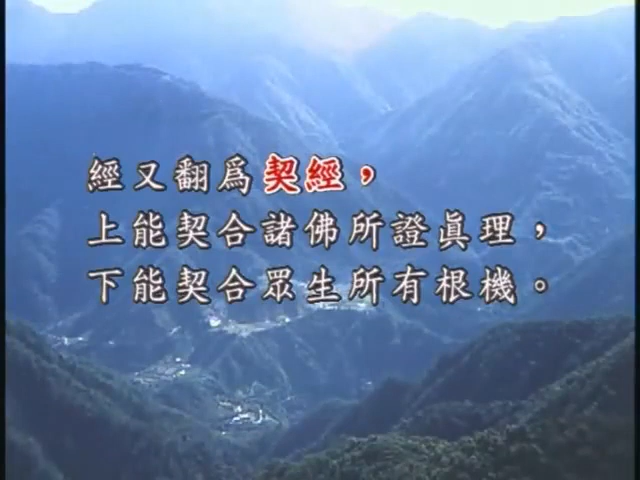 經又翻爲契經，
上能契合諸佛所證眞理，
下能契合眾生所有根機。